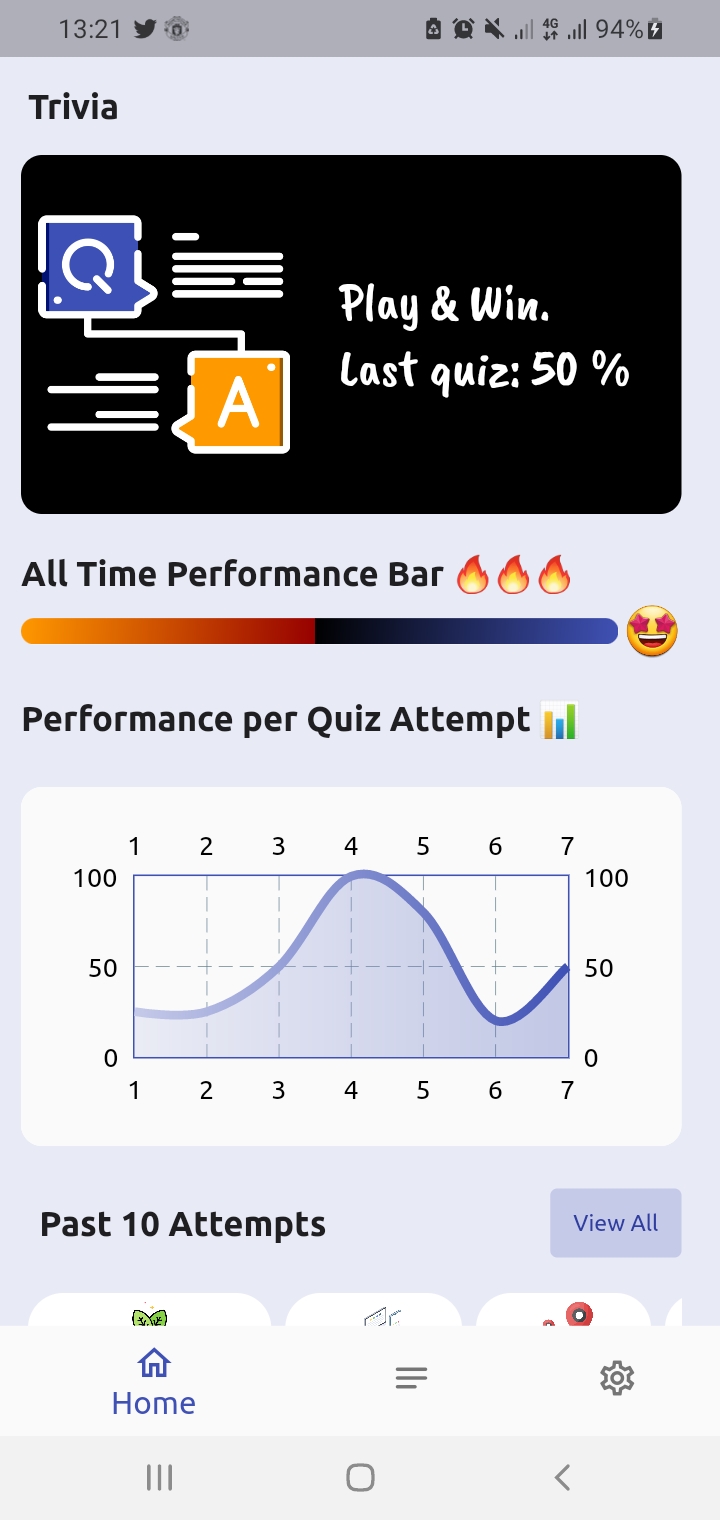 13:21 4G 94%
Trivia
Q
A
Play & Win.
Last quiz: 50 %
All Time Performance Bar 🔥🔥🔥
Performance per Quiz Attempt 📊
1 2 3 4 5 6 7
100 100
50 50
0 0
1 2 3 4 5 6 7
Past 10 Attempts
View All
Home